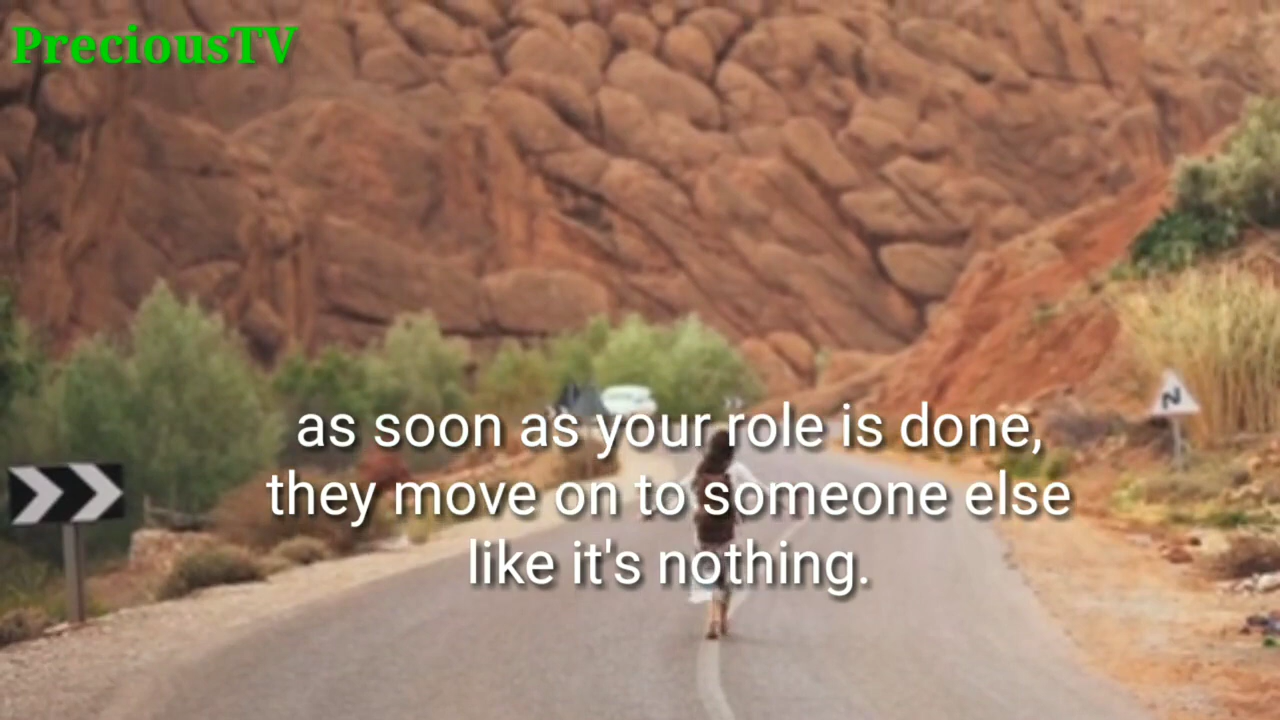 PreciousTV
as soon as your role is done,
they move on to someone else
like it's nothing.